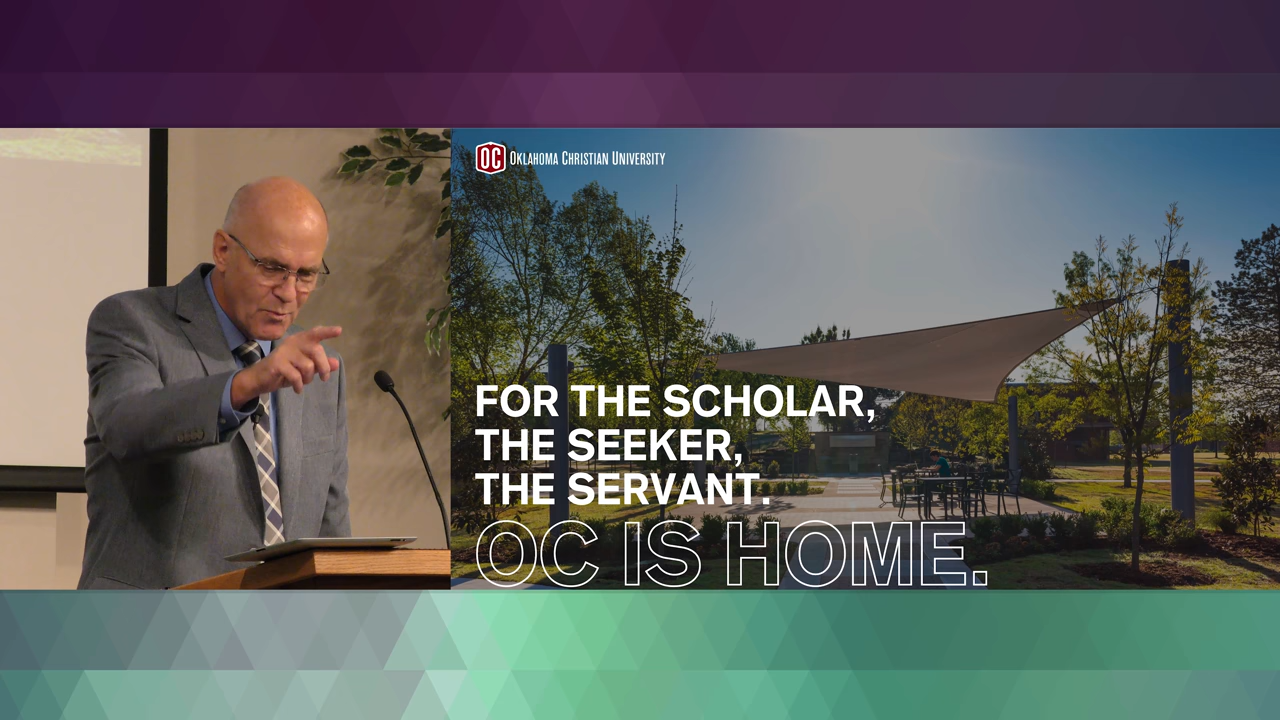 OC OKLAHOMA CHRISTIAN UNIVERSITY
FOR THE SCHOLAR,
THE SEEKER,
THE SERVANT.
OC IS HOME.